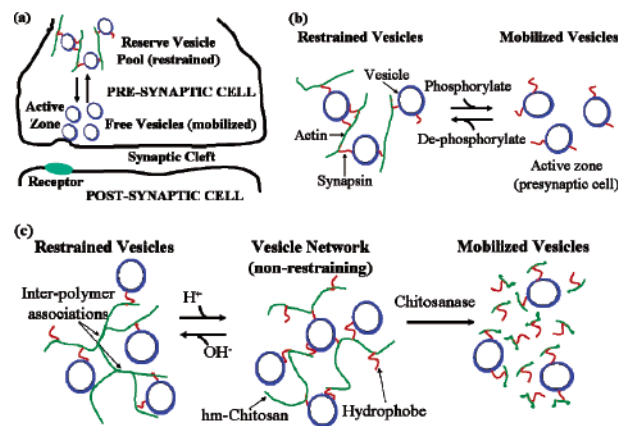 (a)
Reserve Vesicle
Pool (restrained)
PRE-SYNAPTIC CELL
Active
Zone
Free Vesicles (mobilized)
Synaptic Cleft
Receptor
POST-SYNAPTIC CELL
(b)
Restrained Vesicles
Mobilized Vesicles
Vesicle
Phosphorylate
De-phosphorylate
Actin
Synapsin
Active zone
(presynaptic cell)
(c)
Restrained Vesicles
Vesicle Network
(non-restraining)
Mobilized Vesicles
Inter-polymer
associations
H+
OH-
Chitosanase
hm-Chitosan
Hydrophobe